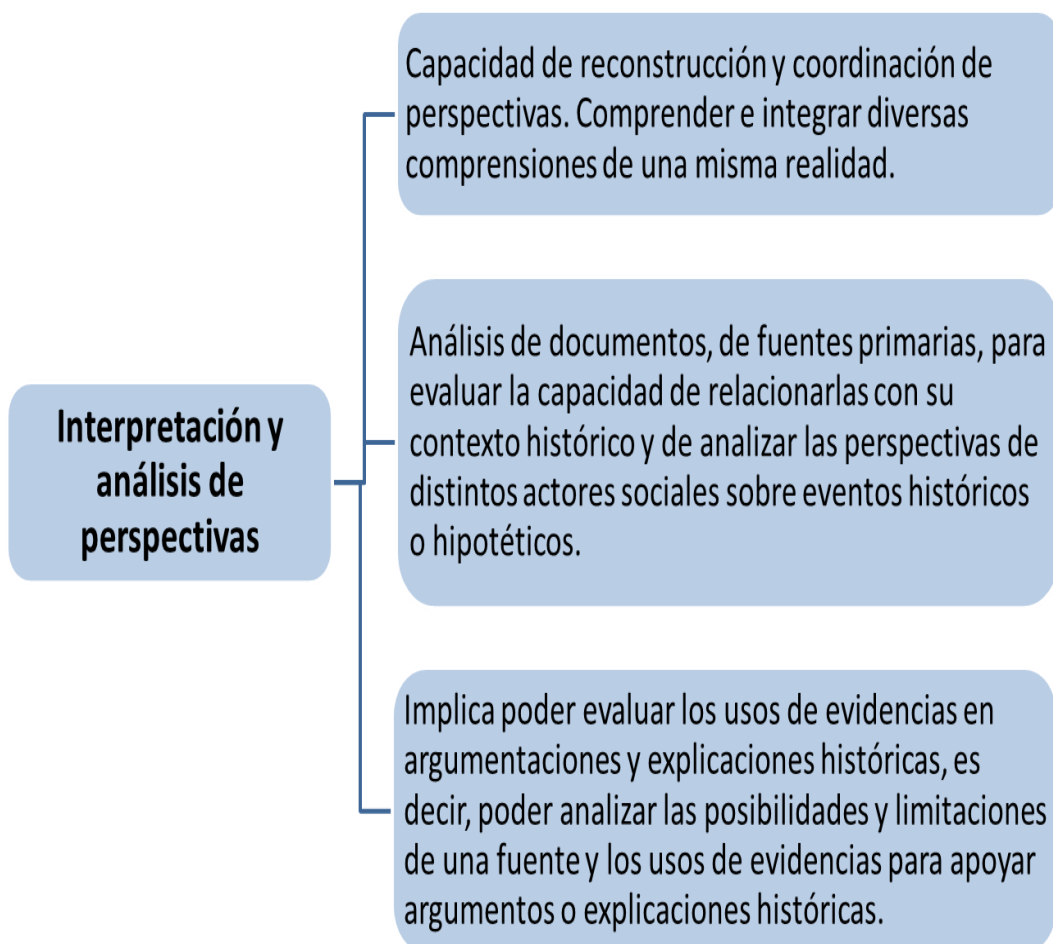 Capacidad de reconstrucción y coordinación de
perspectivas. Comprender e integrar diversas
comprensiones de una misma realidad.
Interpretación y
análisis de
perspectivas
Análisis de documentos, de fuentes primarias, para
evaluar la capacidad de relacionarlas con su
contexto histórico y de analizar las perspectivas de
distintos actores sociales sobre eventos históricos
o hipotéticos.
Implica poder evaluar los usos de evidencias en
argumentaciones y explicaciones históricas, es
decir, poder analizar las posibilidades y limitaciones
de una fuente y los usos de evidencias para apoyar
argumentos o explicaciones históricas.